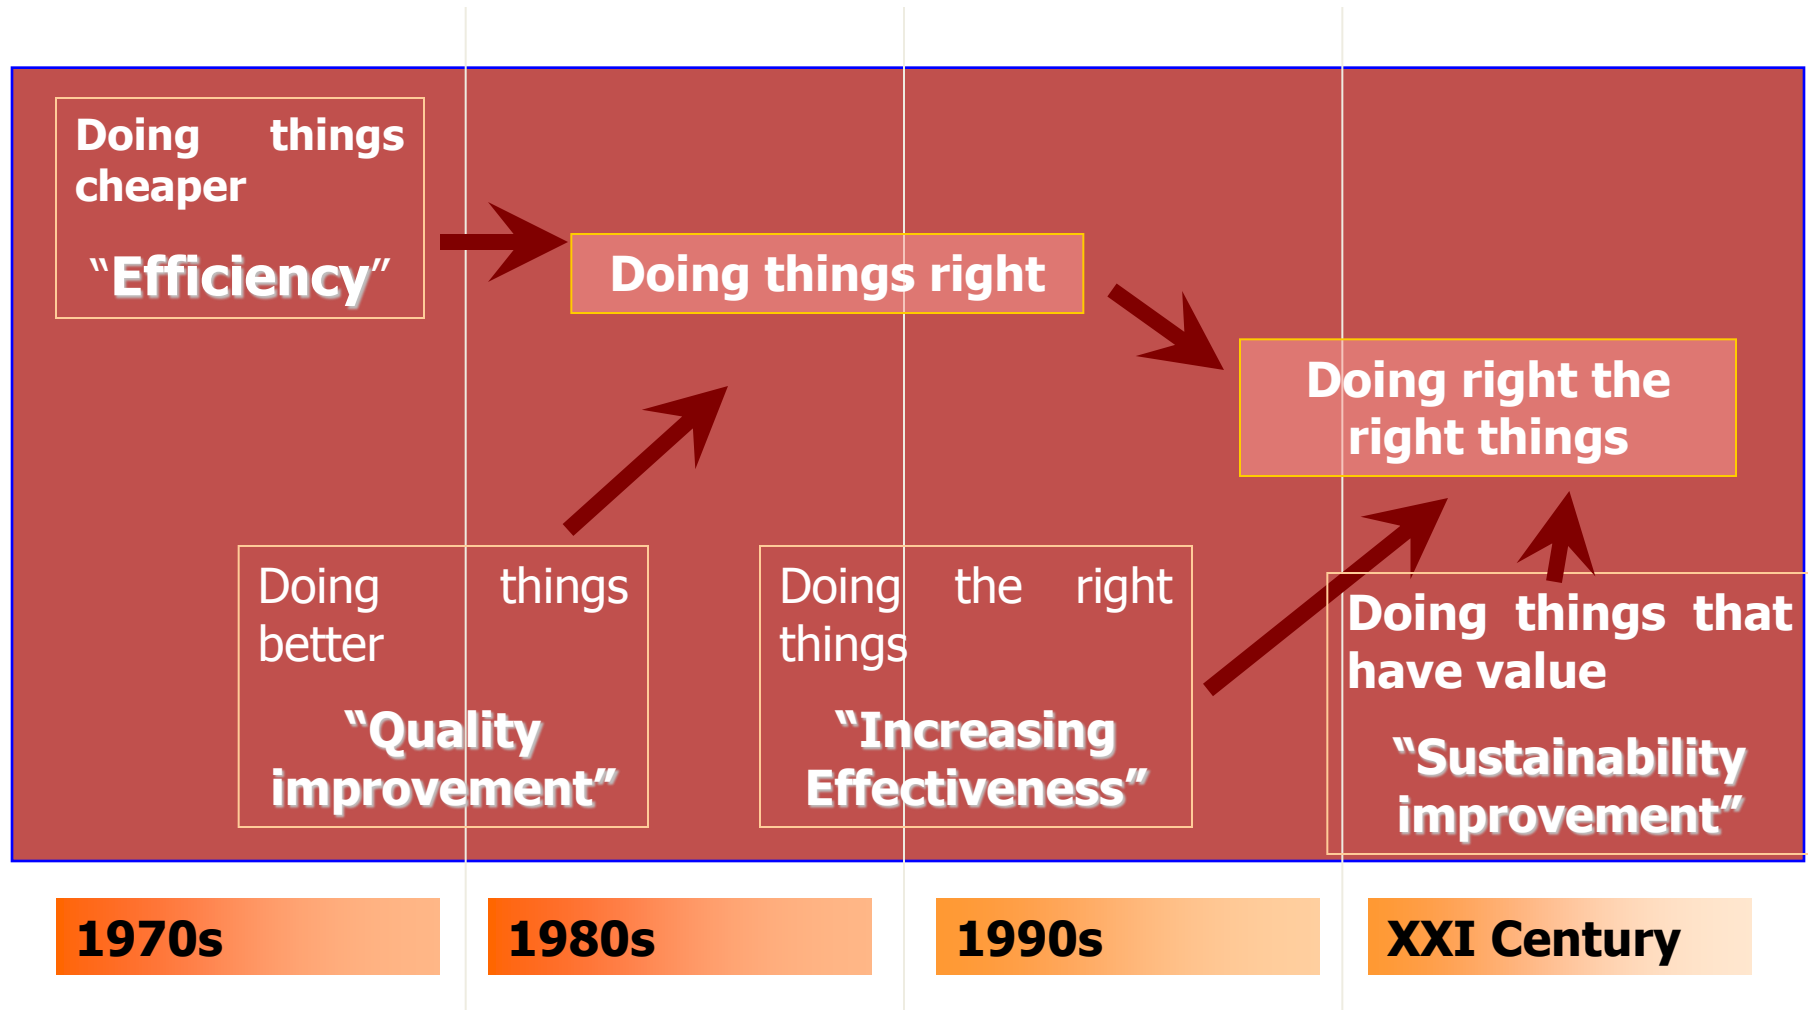 Doing things
cheaper
“Efficiency”
Doing things right
Doing right the
right things
Doing things
better
“Quality
improvement”
Doing the right
things
“Increasing
Effectiveness”
Doing things that
have value
“Sustainability
improvement”
1970s
1980s
1990s
XXI Century